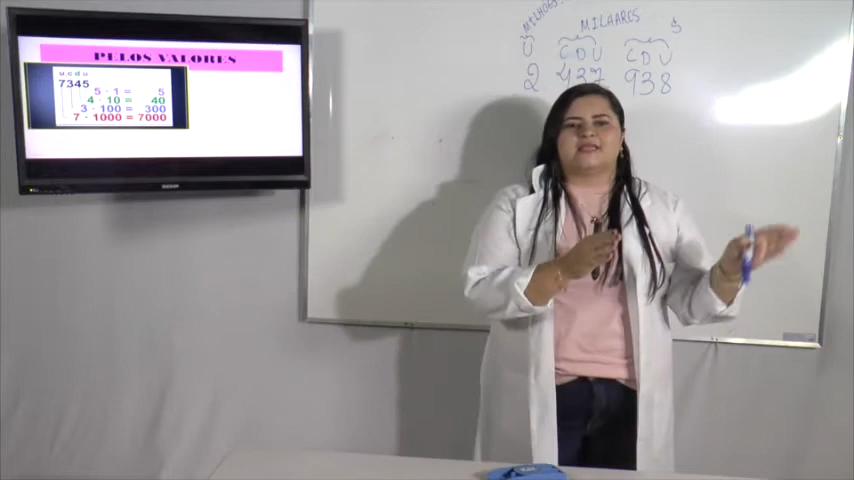 PELOS VALORES
u c d u
7345
5 · 1 = 5
4 · 10 = 40
3 · 100 = 300
7 · 1000 = 7000
MILHÕES
MILHARES
S
U C D U C D U
2 437 938